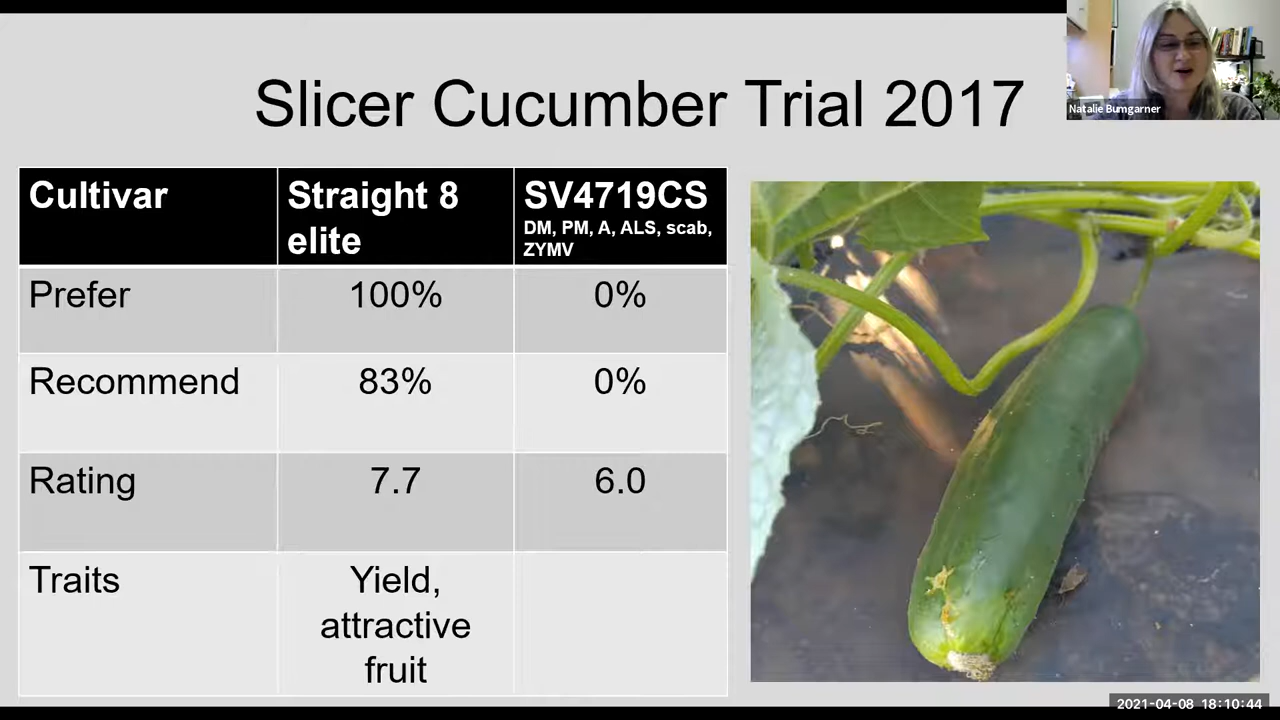 Slicer Cucumber Trial 2017
Natalie Bumgarner
Cultivar
Straight 8
elite
SV4719CS
DM, PM, A, ALS, scab,
ZYMV
Prefer
100%
0%
Recommend
83%
0%
Rating
7.7
6.0
Traits
Yield,
attractive
fruit
2021-04-08 18:10:44